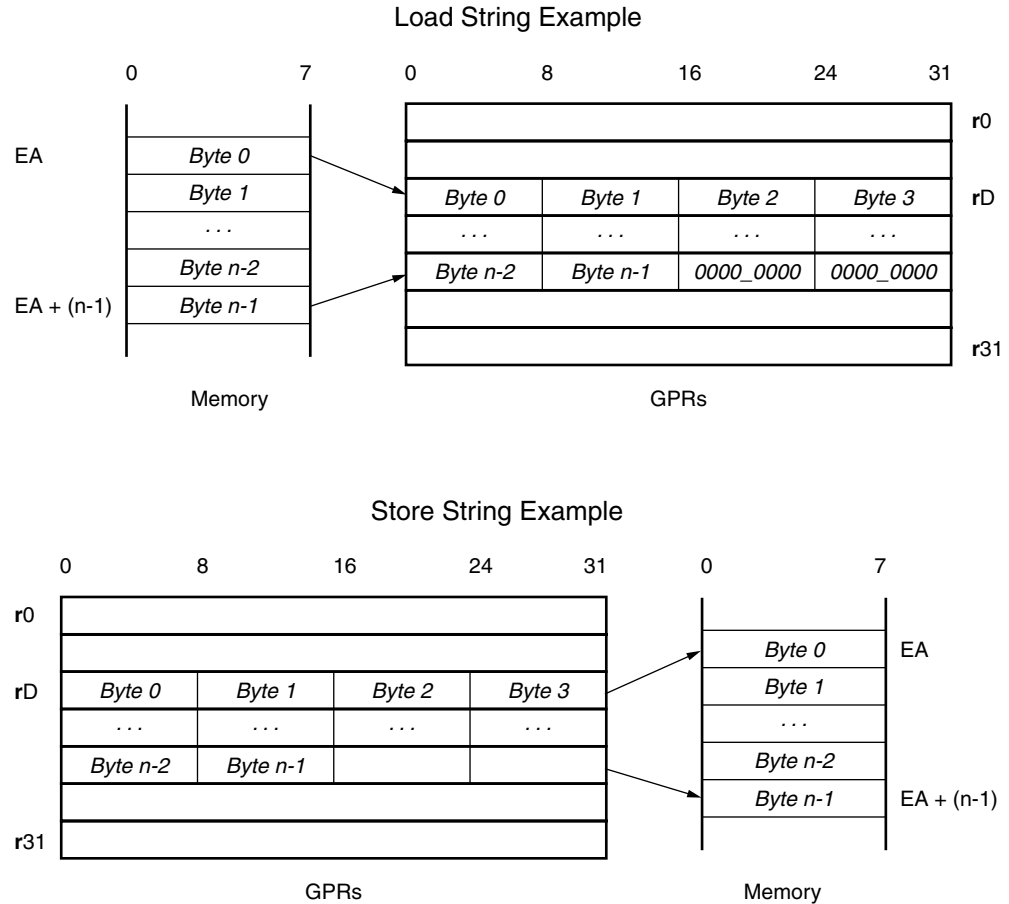 Load String Example
0 7 0 8 16 24 31
r0
EA Byte 0
Byte 1 Byte 0 Byte 1 Byte 2 Byte 3 rD
. . . . . . . . . . . . . . .
Byte n-2 Byte n-2 Byte n-1 0000_0000 0000_0000
EA + (n-1) Byte n-1
r31
Memory GPRs
Store String Example
0 8 16 24 31 0 7
r0
Byte 0 EA
rD Byte 0 Byte 1 Byte 2 Byte 3 Byte 1
. . . . . . . . . . . . . . .
Byte n-2 Byte n-1 Byte n-2
Byte n-1 EA + (n-1)
r31
GPRs Memory